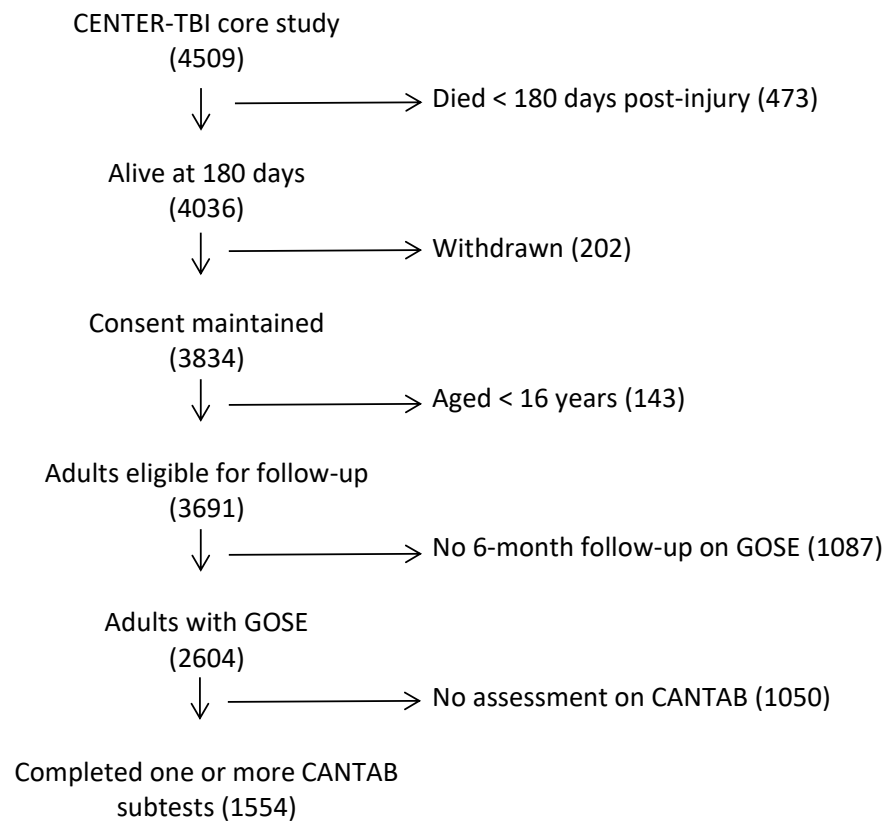 CENTER-TBI core study
(4509)
Died < 180 days post-injury (473)
Alive at 180 days
(4036)
Withdrawn (202)
Consent maintained
(3834)
Aged < 16 years (143)
Adults eligible for follow-up
(3691)
No 6-month follow-up on GOSE (1087)
Adults with GOSE
(2604)
No assessment on CANTAB (1050)
Completed one or more CANTAB
subtests (1554)